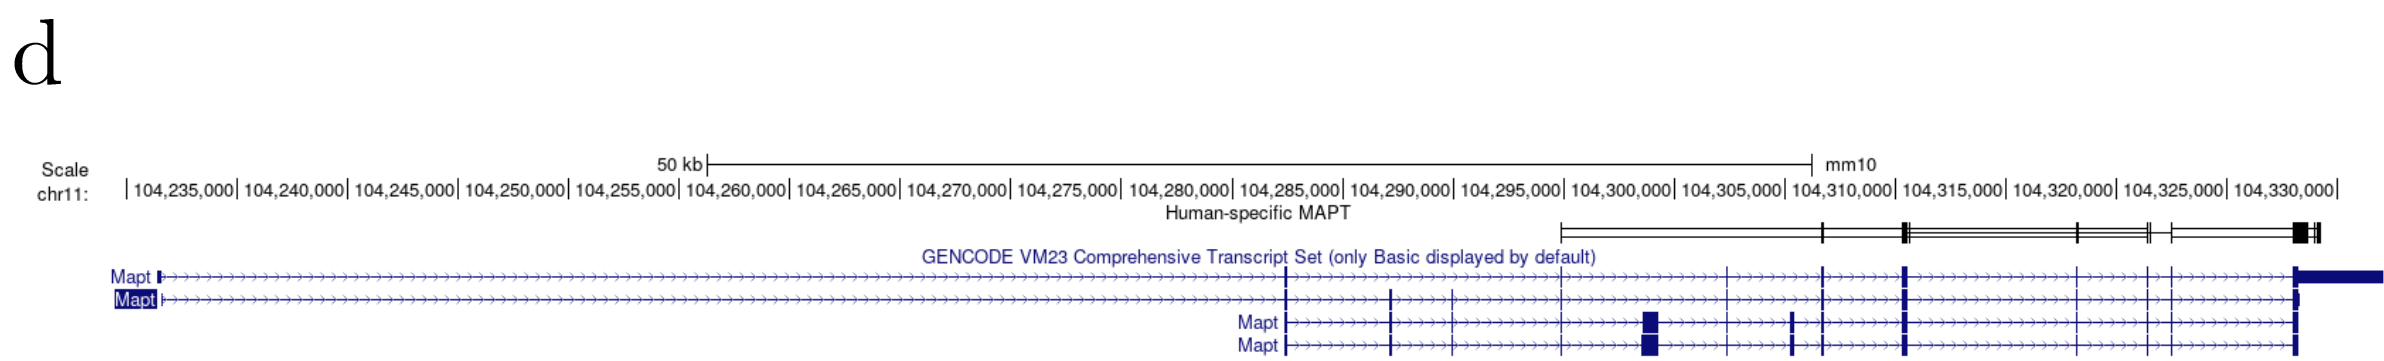 d
Scale 50 kb mm10
chr11: 104,235,000 104,240,000 104,245,000 104,250,000 104,255,000 104,260,000 104,265,000 104,270,000 104,275,000 104,280,000 104,285,000 104,290,000 104,295,000 104,300,000 104,305,000 104,310,000 104,315,000 104,320,000 104,325,000 104,330,000
Human-specific MAPT
GENCODE VM23 Comprehensive Transcript Set (only Basic displayed by default)
Mapt
Mapt
Mapt
Mapt